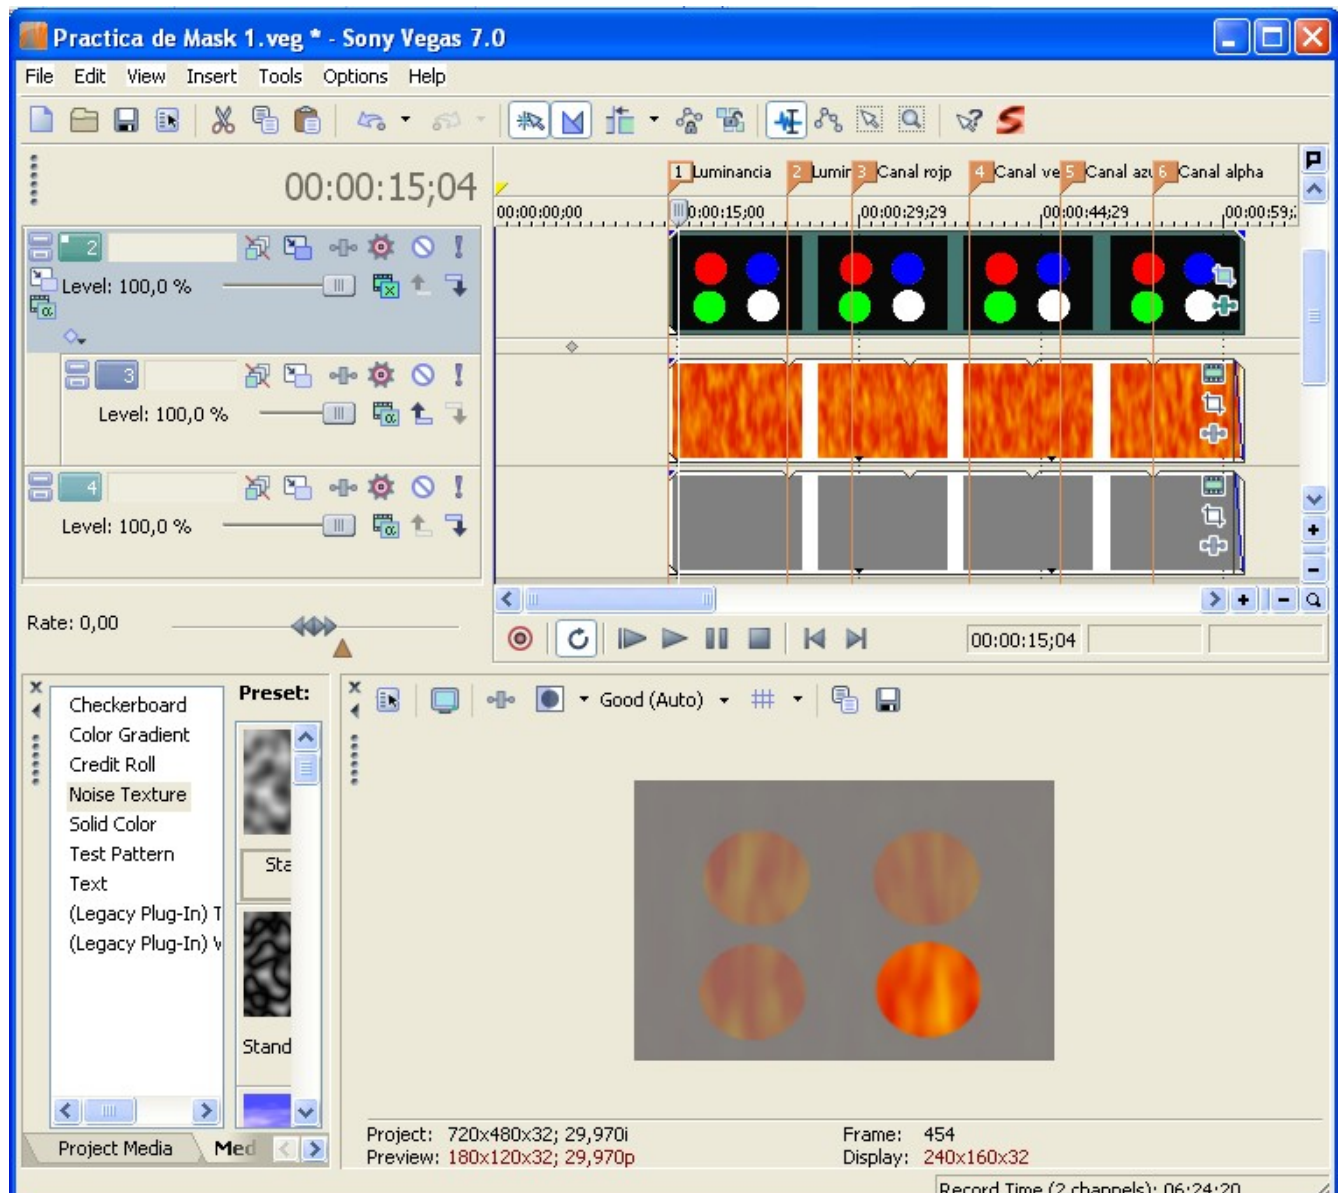 Practica de Mask 1.veg * - Sony Vegas 7.0
File Edit View Insert Tools Options Help
00:00:15;04
1 Luminancia 2 Lumir 3 Canal rojp 4 Canal ve 5 Canal azu 6 Canal alpha
00:00:00;00 0:00:15;00 00:00:29;29 00:00:44;29 00:00:59;
2
Level: 100,0 %
3
Level: 100,0 %
4
Level: 100,0 %
Rate: 0,00
00:00:15;04
Checkerboard
Color Gradient
Credit Roll
Noise Texture
Solid Color
Test Pattern
Text
(Legacy Plug-In) T
(Legacy Plug-In) V
Preset:
Sta
Stand
Project Media Med
Good (Auto)
Project: 720x480x32; 29,970i
Preview: 180x120x32; 29,970p
Frame: 454
Display: 240x160x32
Record Time (2 channels): 06:24:20